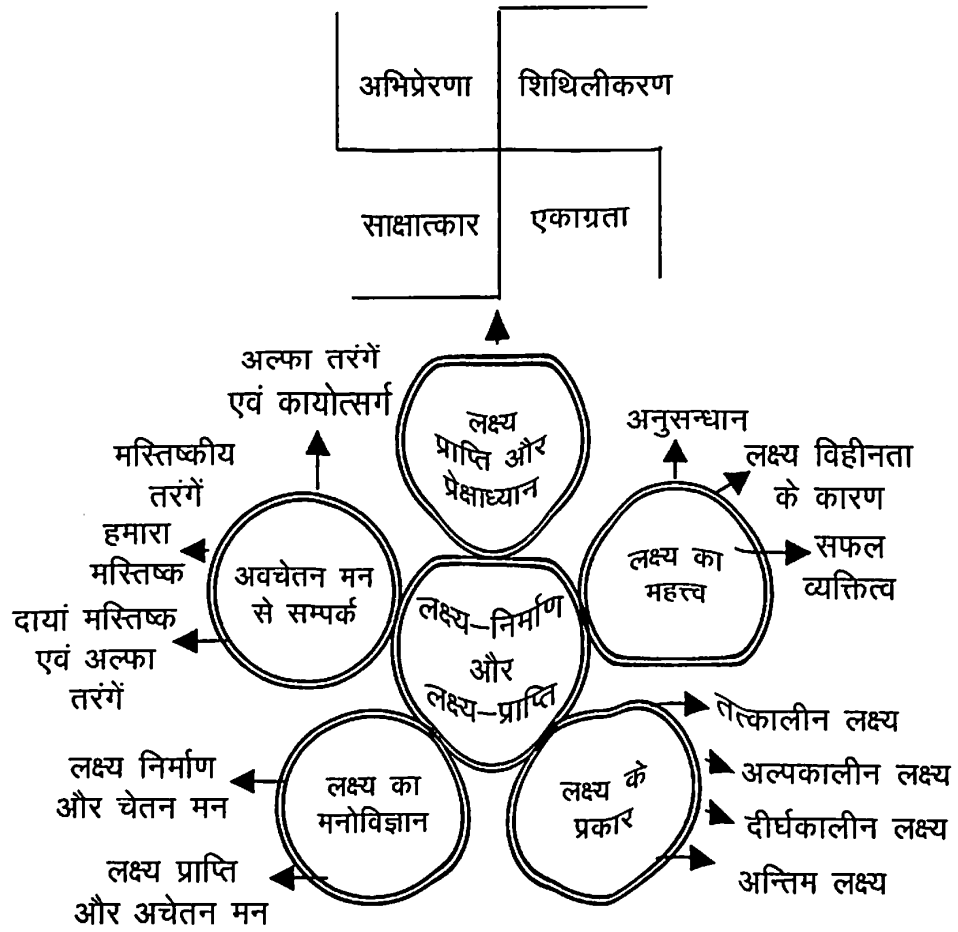 अभिप्रेरणा
शिथिलीकरण
साक्षात्कार
एकाग्रता
अल्फा तरंगें
एवं कायोत्सर्ग
मस्तिष्कीय
तरंगें
हमारा
मस्तिष्क
दायां मस्तिष्क
एवं अल्फा
तरंगें
अवचेतन मन
से सम्पर्क
लक्ष्य
प्राप्ति और
प्रेक्षाध्यान
अनुसन्धान
लक्ष्य विहीनता
के कारण
सफल
व्यक्तित्व
लक्ष्य का
महत्त्व
लक्ष्य–निर्माण
और
लक्ष्य–प्राप्ति
लक्ष्य निर्माण
और चेतन मन
लक्ष्य प्राप्ति
और अचेतन मन
लक्ष्य का
मनोविज्ञान
लक्ष्य के
प्रकार
तत्कालीन लक्ष्य
अल्पकालीन लक्ष्य
दीर्घकालीन लक्ष्य
अन्तिम लक्ष्य